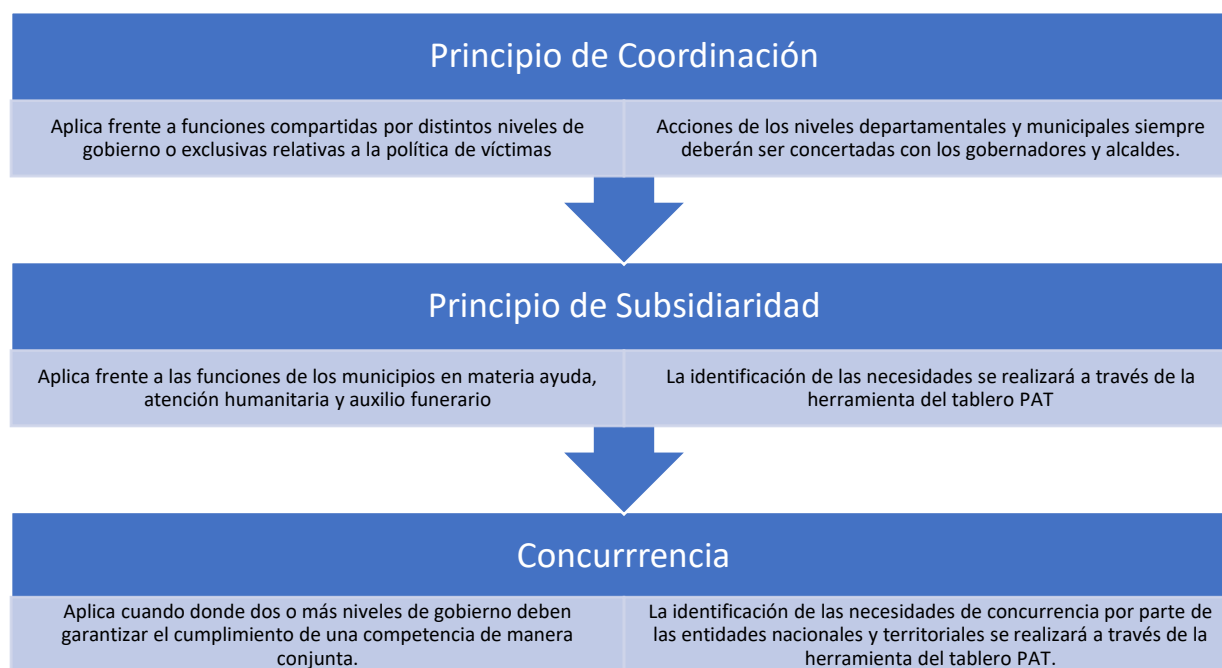 Principio de Coordinación
Aplica frente a funciones compartidas por distintos niveles de
gobierno o exclusivas relativas a la política de víctimas
Acciones de los niveles departamentales y municipales siempre
deberán ser concertadas con los gobernadores y alcaldes.
Principio de Subsidiaridad
Aplica frente a las funciones de los municipios en materia ayuda,
atención humanitaria y auxilio funerario
La identificación de las necesidades se realizará a través de la
herramienta del tablero PAT
Concurrrencia
Aplica cuando donde dos o más niveles de gobierno deben
garantizar el cumplimiento de una competencia de manera
conjunta.
La identificación de las necesidades de concurrencia por parte de
las entidades nacionales y territoriales se realizará a través de la
herramienta del tablero PAT.